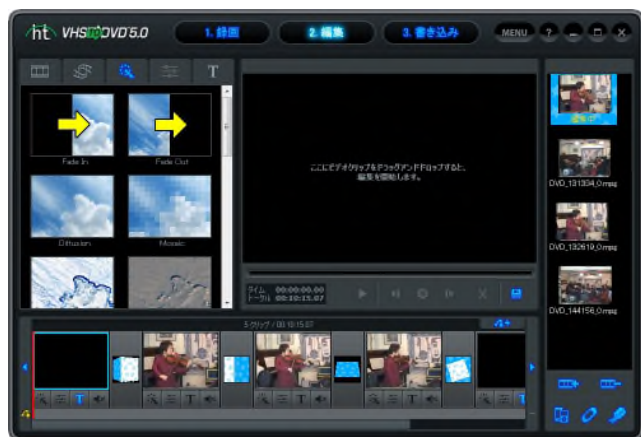 ht VHS to DVD 5.0
1. 録画
2. 編集
3. 書き込み
MENU
?
T
Fade In
Fade Out
Diffusion
Mosaic
ここにビデオクリップをドラッグアンドドロップすると、
編集を開始します。
タイム 00:00:00.00
トータル 00:10:15.07
5 クリップ / 00:10:15.07
T
T
T
T
DVD_131334_0.mpg
DVD_132619_0.mpg
DVD_144156_0.mpg